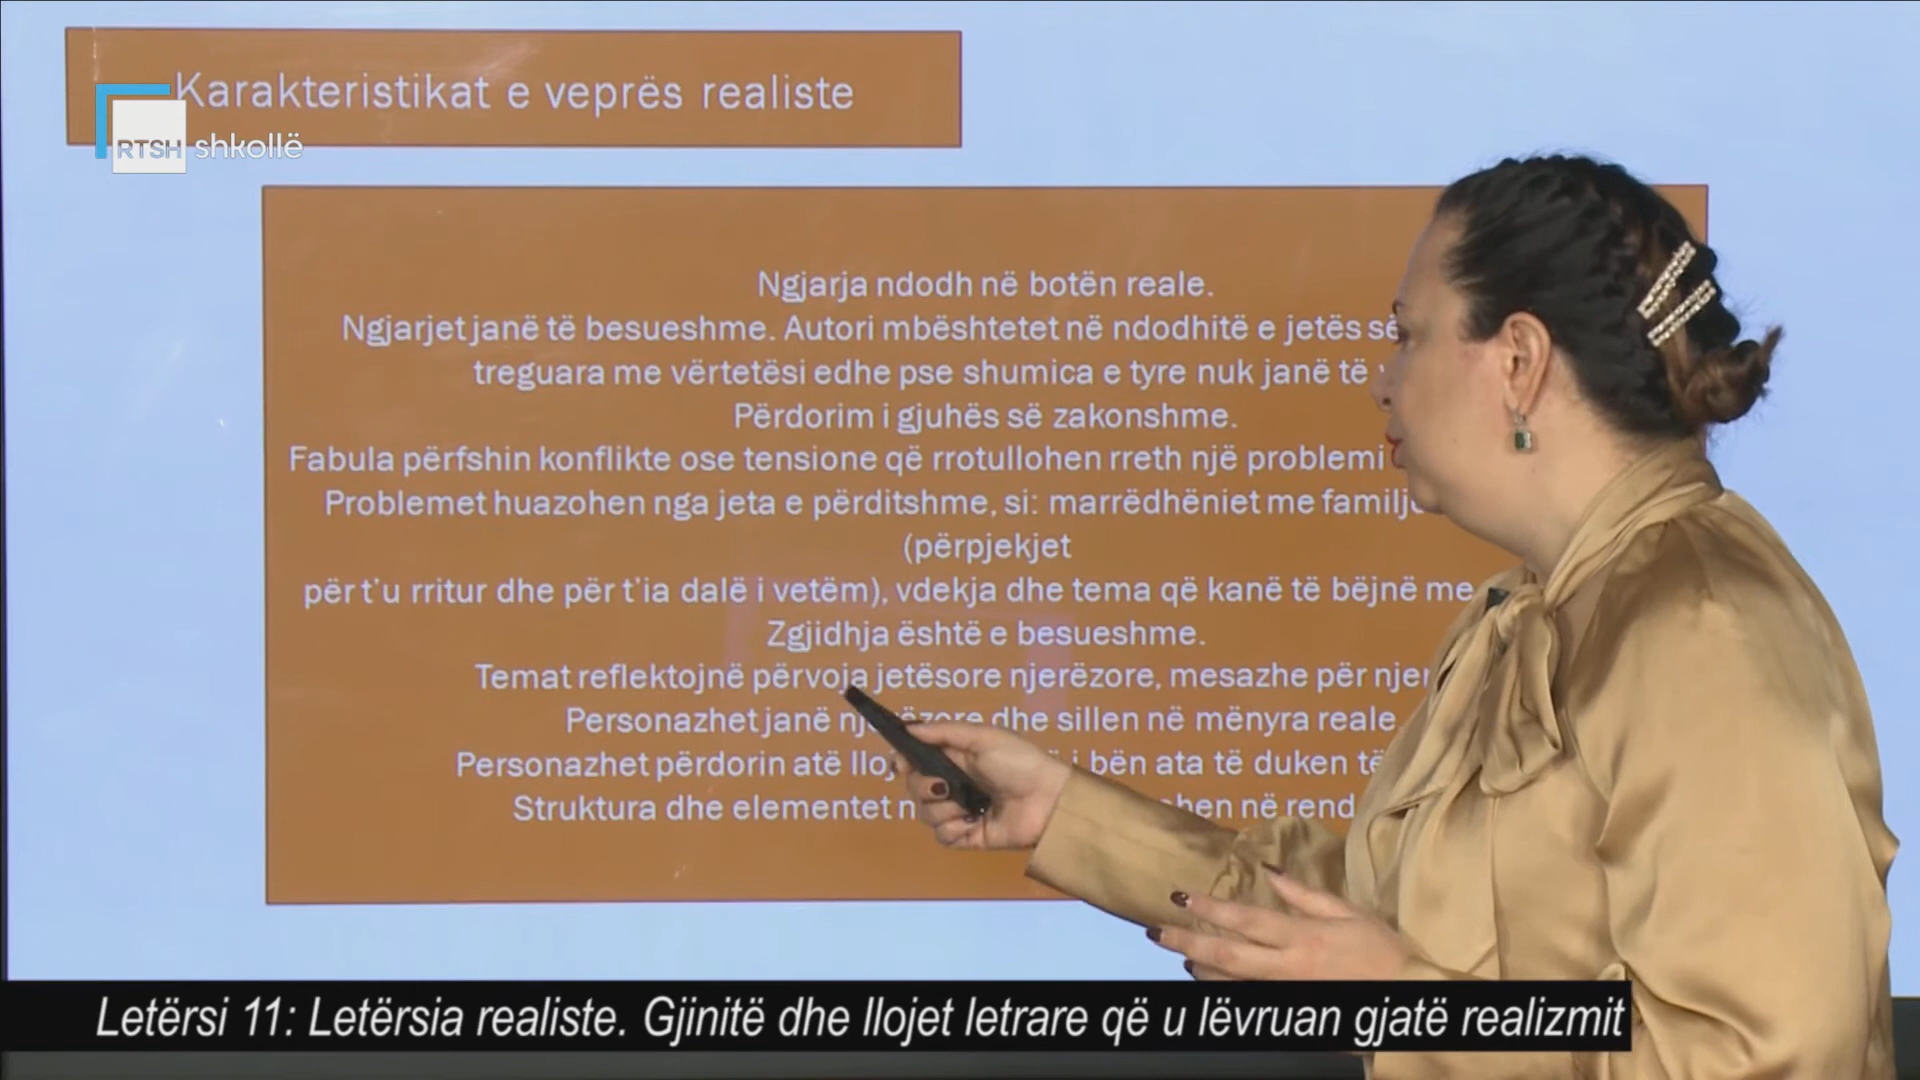 Karakteristikat e veprës realiste
RTSH shkollë
Ngjarja ndodh në botën reale.
Ngjarjet janë të besueshme. Autori mbështetet në ndodhitë e jetës së
treguara me vërtetësi edhe pse shumica e tyre nuk janë të
Përdorim i gjuhës së zakonshme.
Fabula përfshin konflikte ose tensione që rrotullohen rreth një problemi
Problemet huazohen nga jeta e përditshme, si: marrëdhëniet me
(përpjekjet
për t'u rritur dhe për t'ia dalë i vetëm), vdekja dhe tema që kanë të bëjnë me
Zgjidhja është e besueshme.
Temat reflektojnë përvoja jetësore njerëzore, mesazhe për
Personazhet janë dhe sillen në mënyra reale.
Personazhet përdorin atë i bën ata të duken të
Struktura dhe elementet në rend
Letërsi 11: Letërsia realiste. Gjinitë dhe llojet letrare që u lëvruan gjatë realizmit